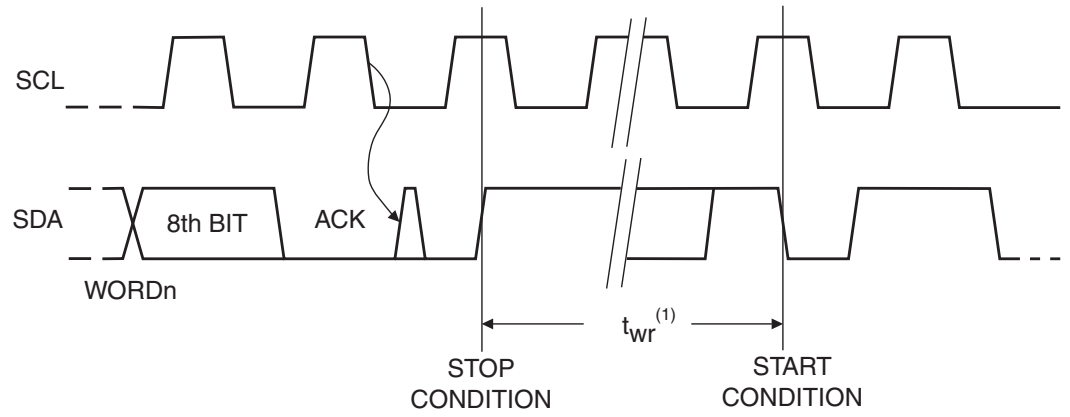 SCL
SDA
8th BIT
ACK
WORDn
twr(1)
STOP
CONDITION
START
CONDITION